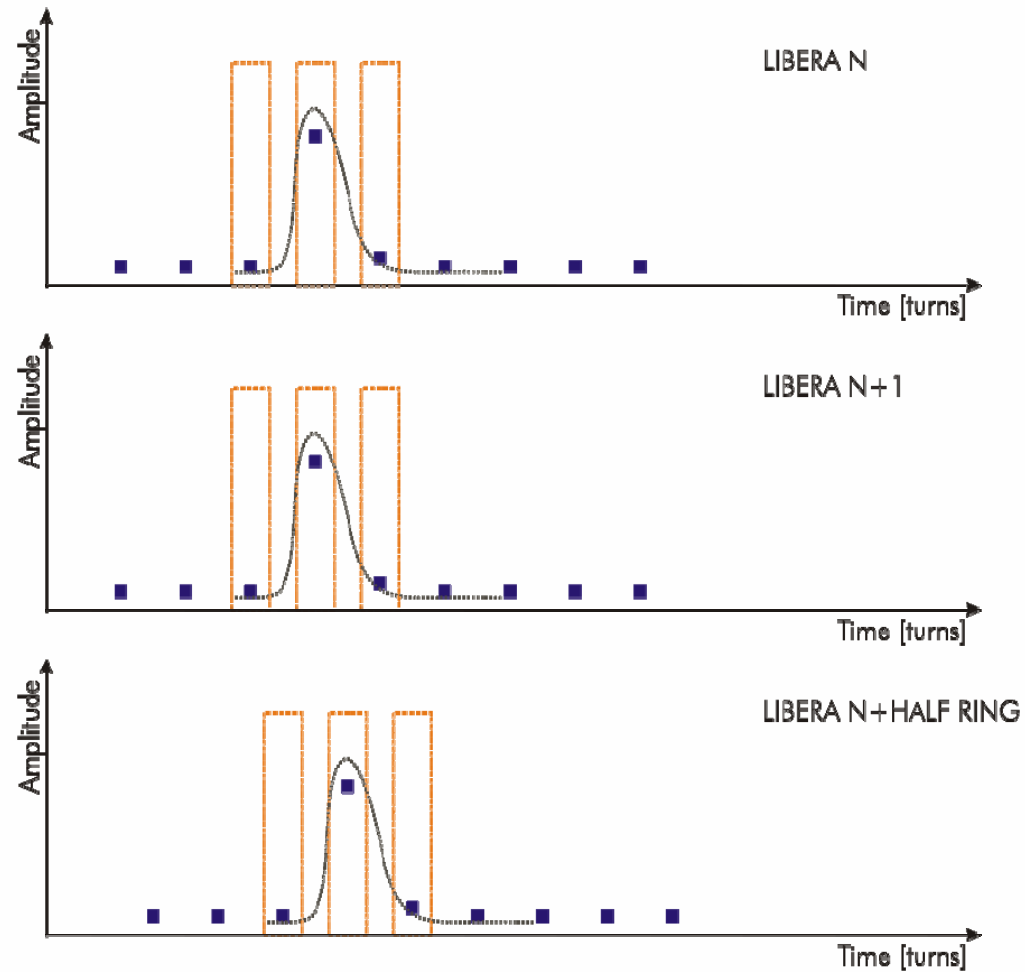 Amplitude
LIBERA N
Time [turns]
Amplitude
LIBERA N+1
Time [turns]
Amplitude
LIBERA N+HALF RING
Time [turns]